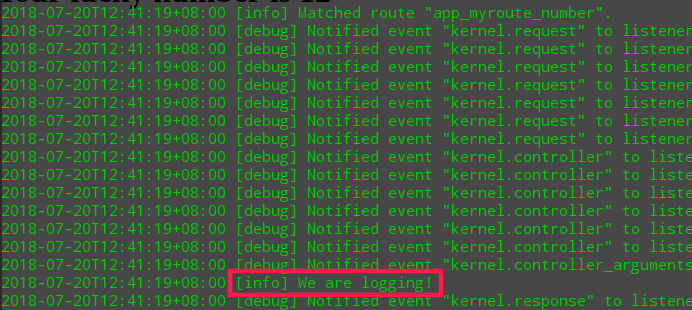 2018-07-20T12:41:19+08:00 [info] Matched route "app_myroute_number".
2018-07-20T12:41:19+08:00 [debug] Notified event "kernel.request" to listener
2018-07-20T12:41:19+08:00 [debug] Notified event "kernel.request" to listener
2018-07-20T12:41:19+08:00 [debug] Notified event "kernel.request" to listener
2018-07-20T12:41:19+08:00 [debug] Notified event "kernel.request" to listener
2018-07-20T12:41:19+08:00 [debug] Notified event "kernel.request" to listener
2018-07-20T12:41:19+08:00 [debug] Notified event "kernel.request" to listener
2018-07-20T12:41:19+08:00 [debug] Notified event "kernel.request" to listener
2018-07-20T12:41:19+08:00 [debug] Notified event "kernel.controller" to liste
2018-07-20T12:41:19+08:00 [debug] Notified event "kernel.controller" to liste
2018-07-20T12:41:19+08:00 [debug] Notified event "kernel.controller" to liste
2018-07-20T12:41:19+08:00 [debug] Notified event "kernel.controller" to liste
2018-07-20T12:41:19+08:00 [debug] Notified event "kernel.controller" to liste
2018-07-20T12:41:19+08:00 [debug] Notified event "kernel.controller" to liste
2018-07-20T12:41:19+08:00 [debug] Notified event "kernel.controller_arguments
2018-07-20T12:41:19+08:00 [info] We are logging!
2018-07-20T12:41:19+08:00 [debug] Notified event "kernel.response" to listene